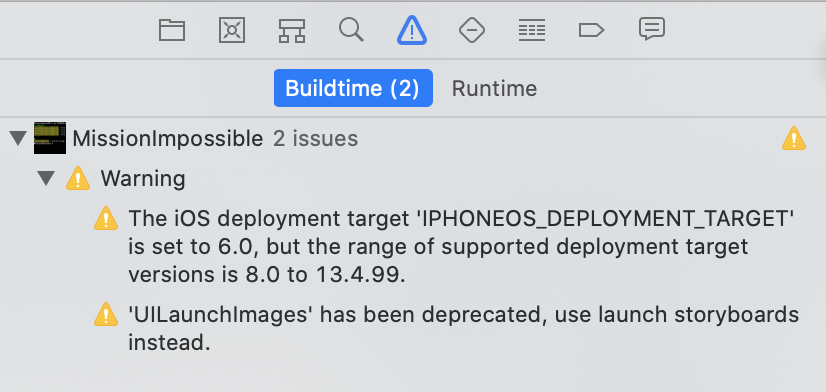 Buildtime (2) Runtime
MissionImpossible 2 issues
Warning
The iOS deployment target 'IPHONEOS_DEPLOYMENT_TARGET'
is set to 6.0, but the range of supported deployment target
versions is 8.0 to 13.4.99.
'UILaunchImages' has been deprecated, use launch storyboards
instead.